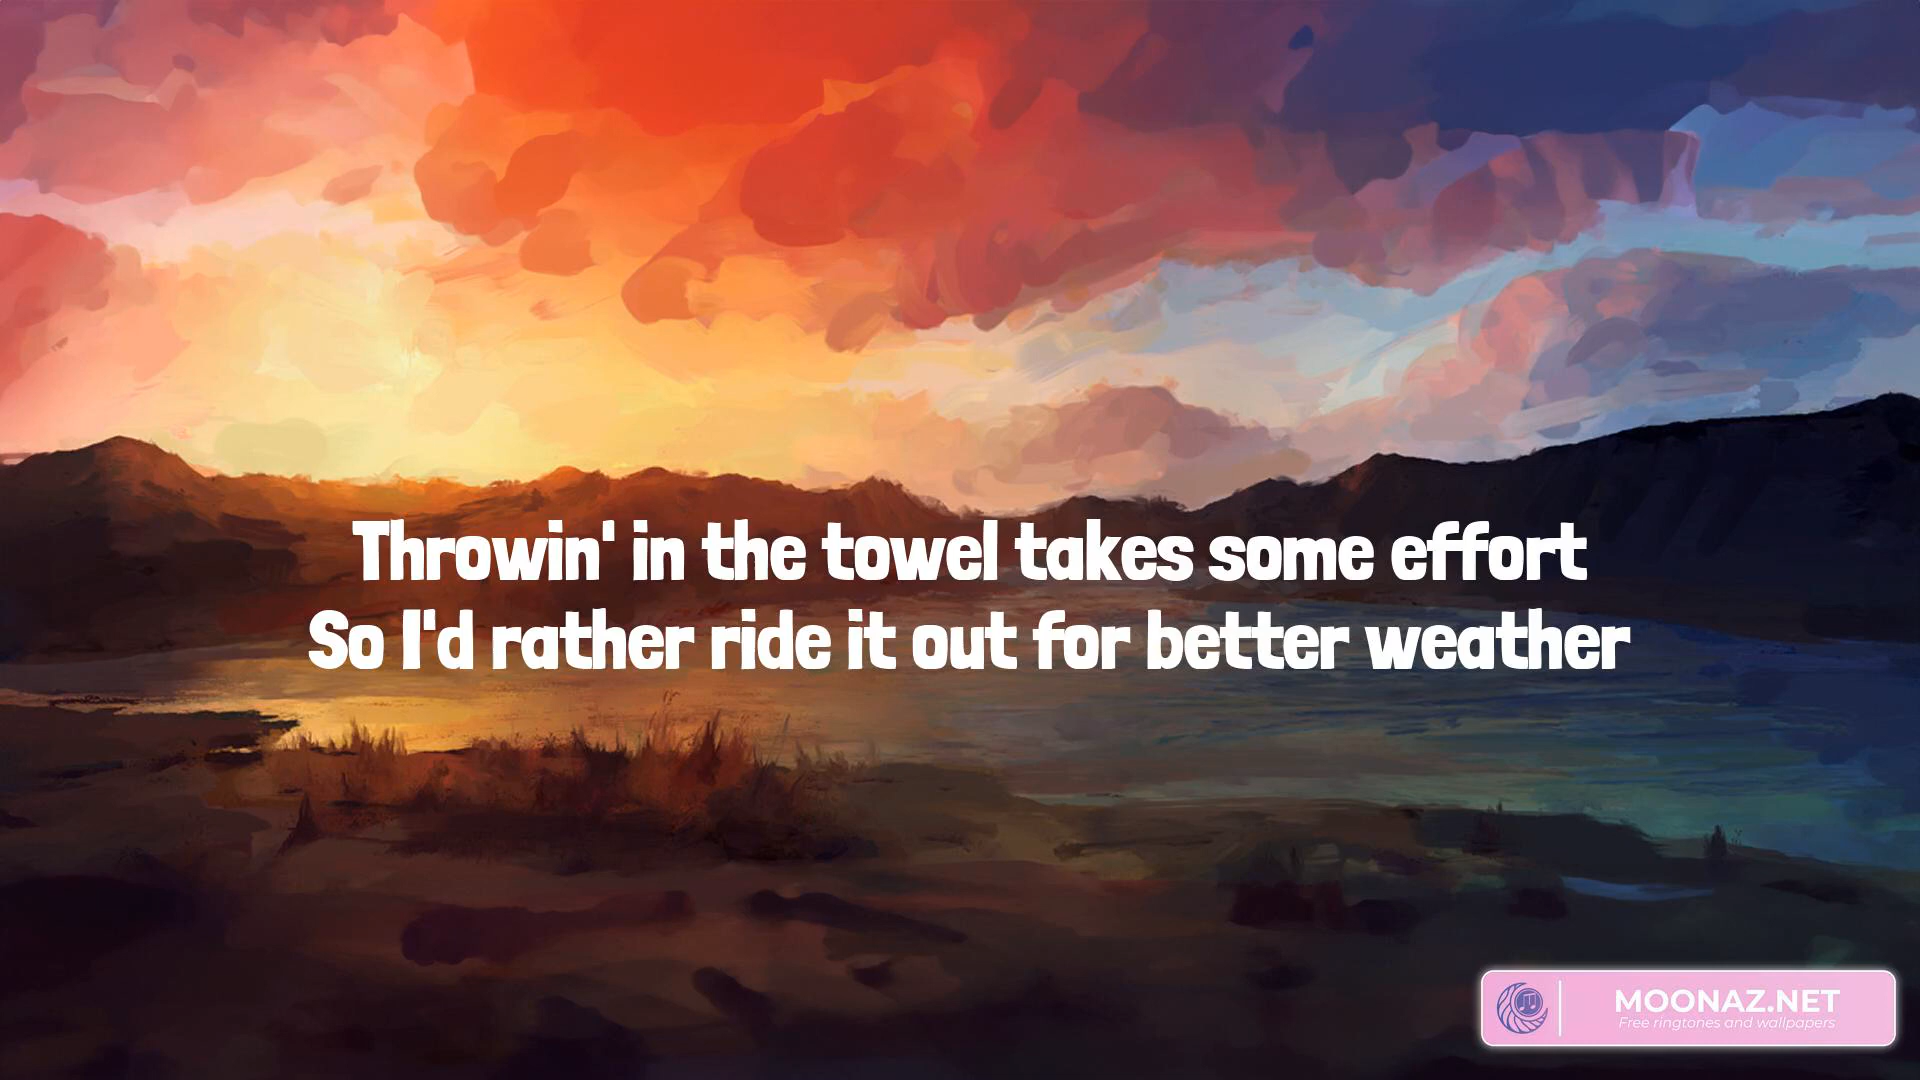 Throwin' in the towel takes some effort
So I'd rather ride it out for better weather
MOONAZ.NET
Free ringtones and wallpapers